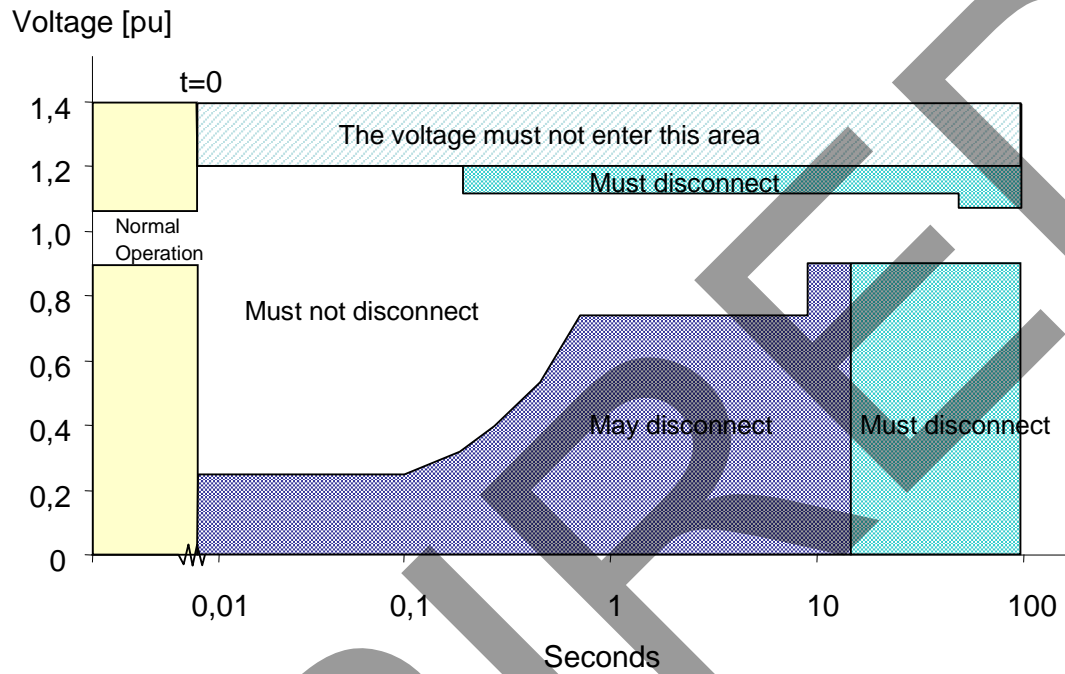 Voltage [pu]
t=0
1,4
The voltage must not enter this area
1,2
Must disconnect
1,0
Normal
Operation
0,8
Must not disconnect
0,6
0,4
May disconnect
Must disconnect
0,2
0
0,01
0,1
1
10
100
Seconds